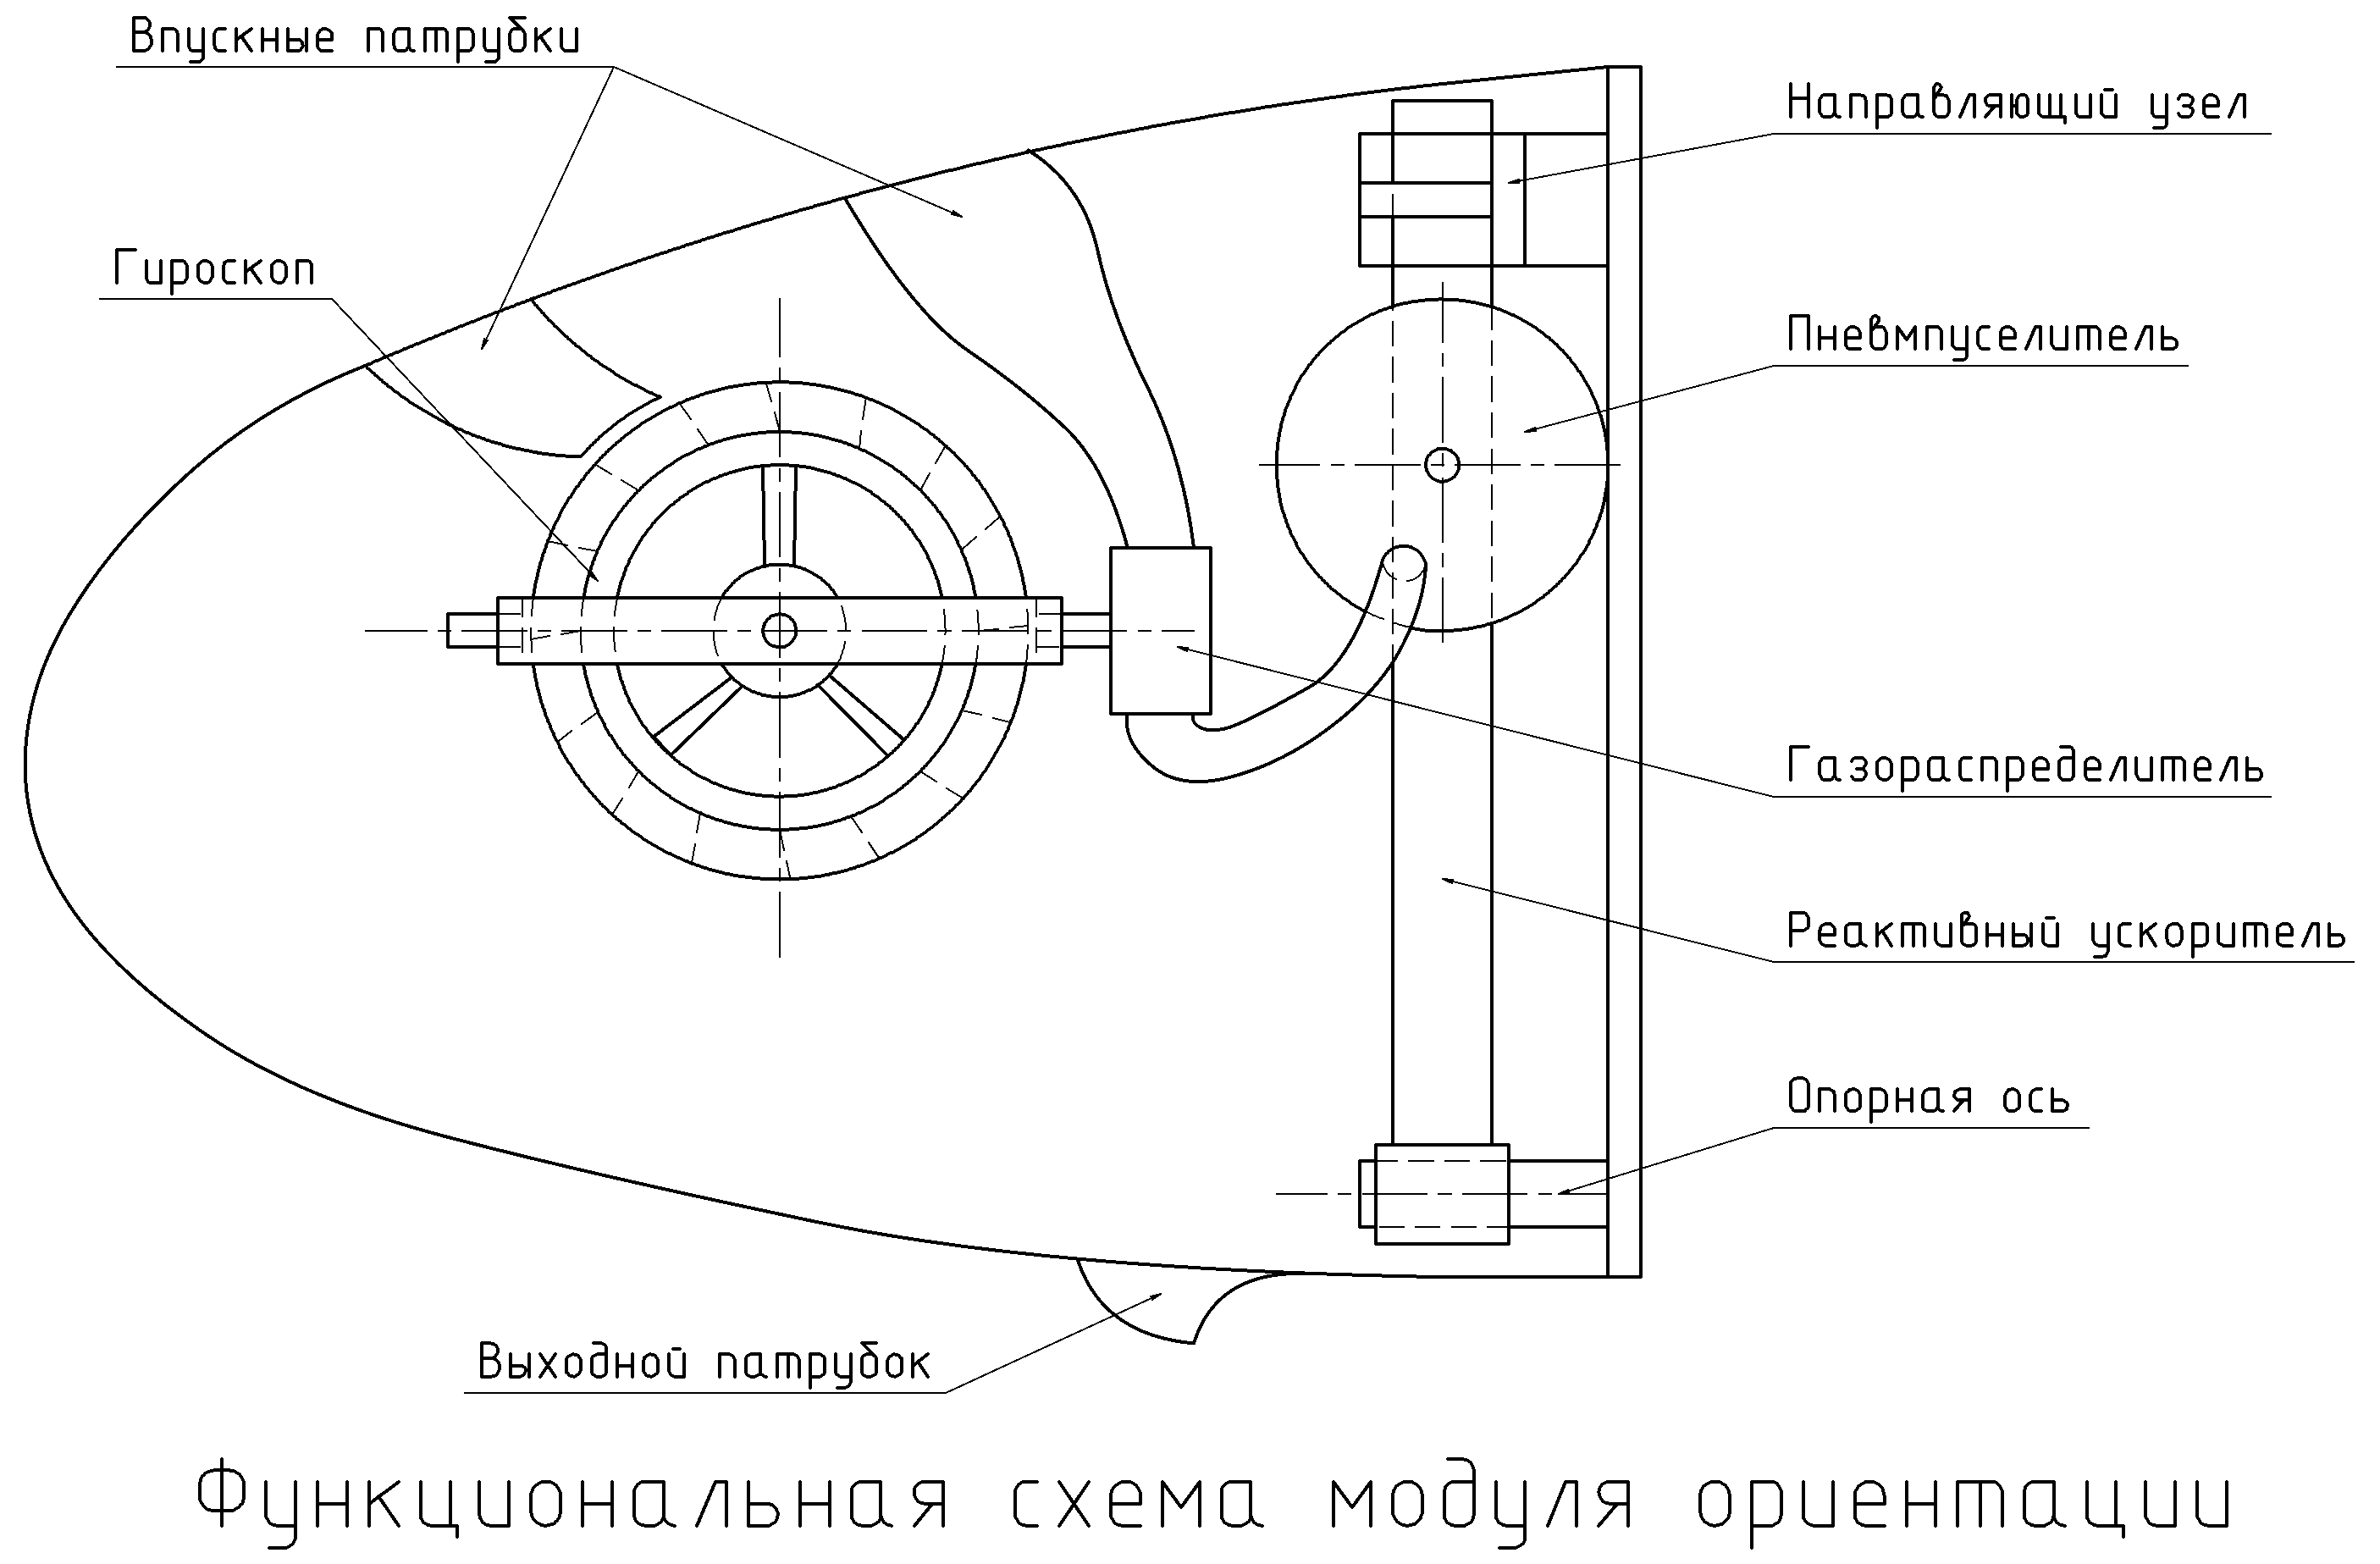 Впускные патрубки
Направляющий узел
Гироскоп
Пневмпуселитель
Газораспределитель
Реактивный ускоритель
Опорная ось
Выходной патрубок
Функциональная схема модуля ориентации